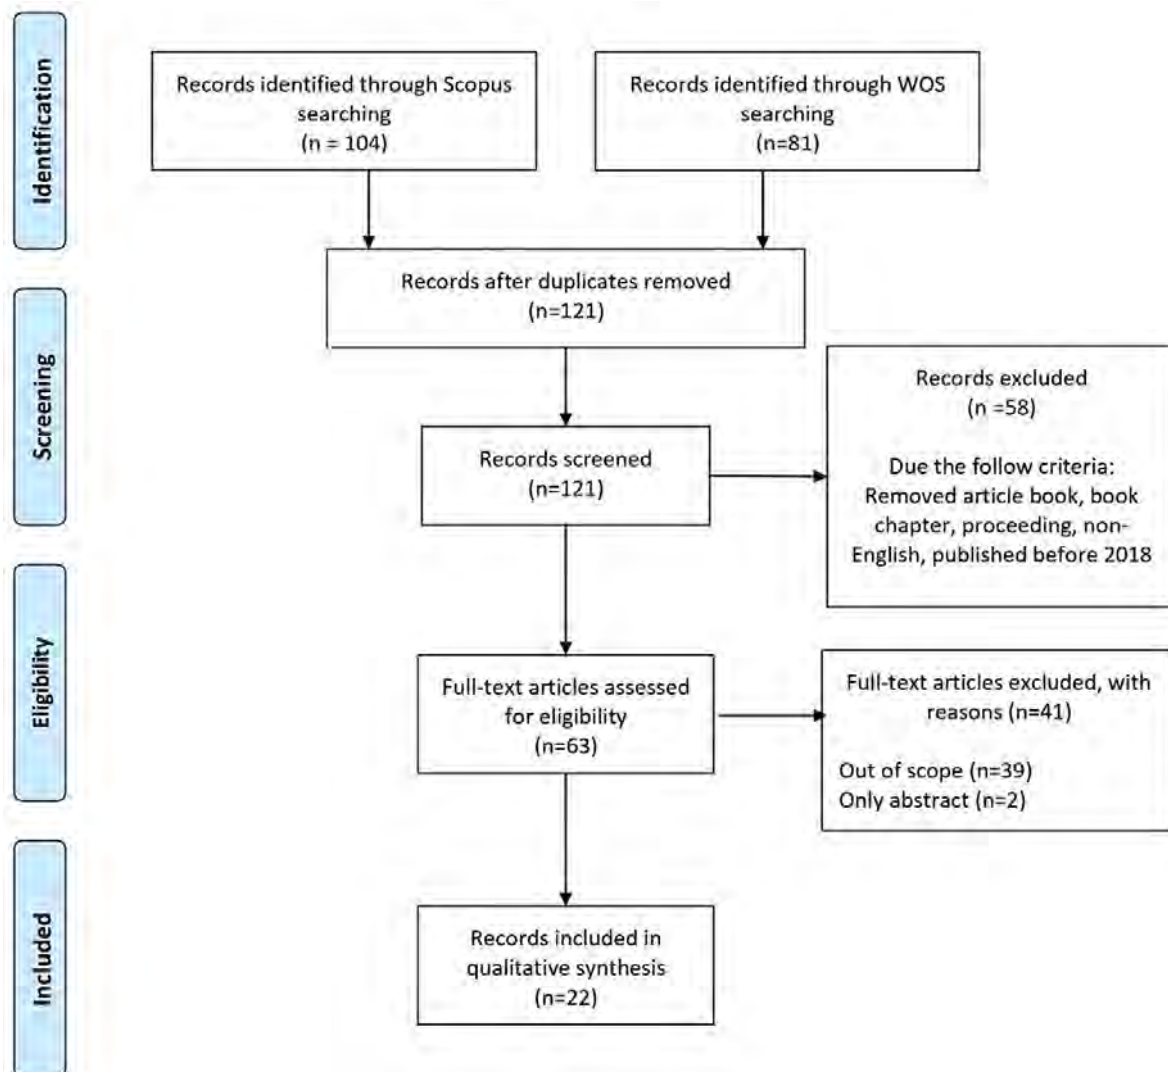 Identification
Records identified through Scopus
searching
(n = 104)
Records identified through WOS
searching
(n=81)
Records after duplicates removed
(n=121)
Screening
Records screened
(n=121)
Records excluded
(n =58)
Due the follow criteria:
Removed article book, book
chapter, proceeding, non-
English, published before 2018
Eligibility
Full-text articles assessed
for eligibility
(n=63)
Full-text articles excluded, with
reasons (n=41)
Out of scope (n=39)
Only abstract (n=2)
Included
Records included in
qualitative synthesis
(n=22)